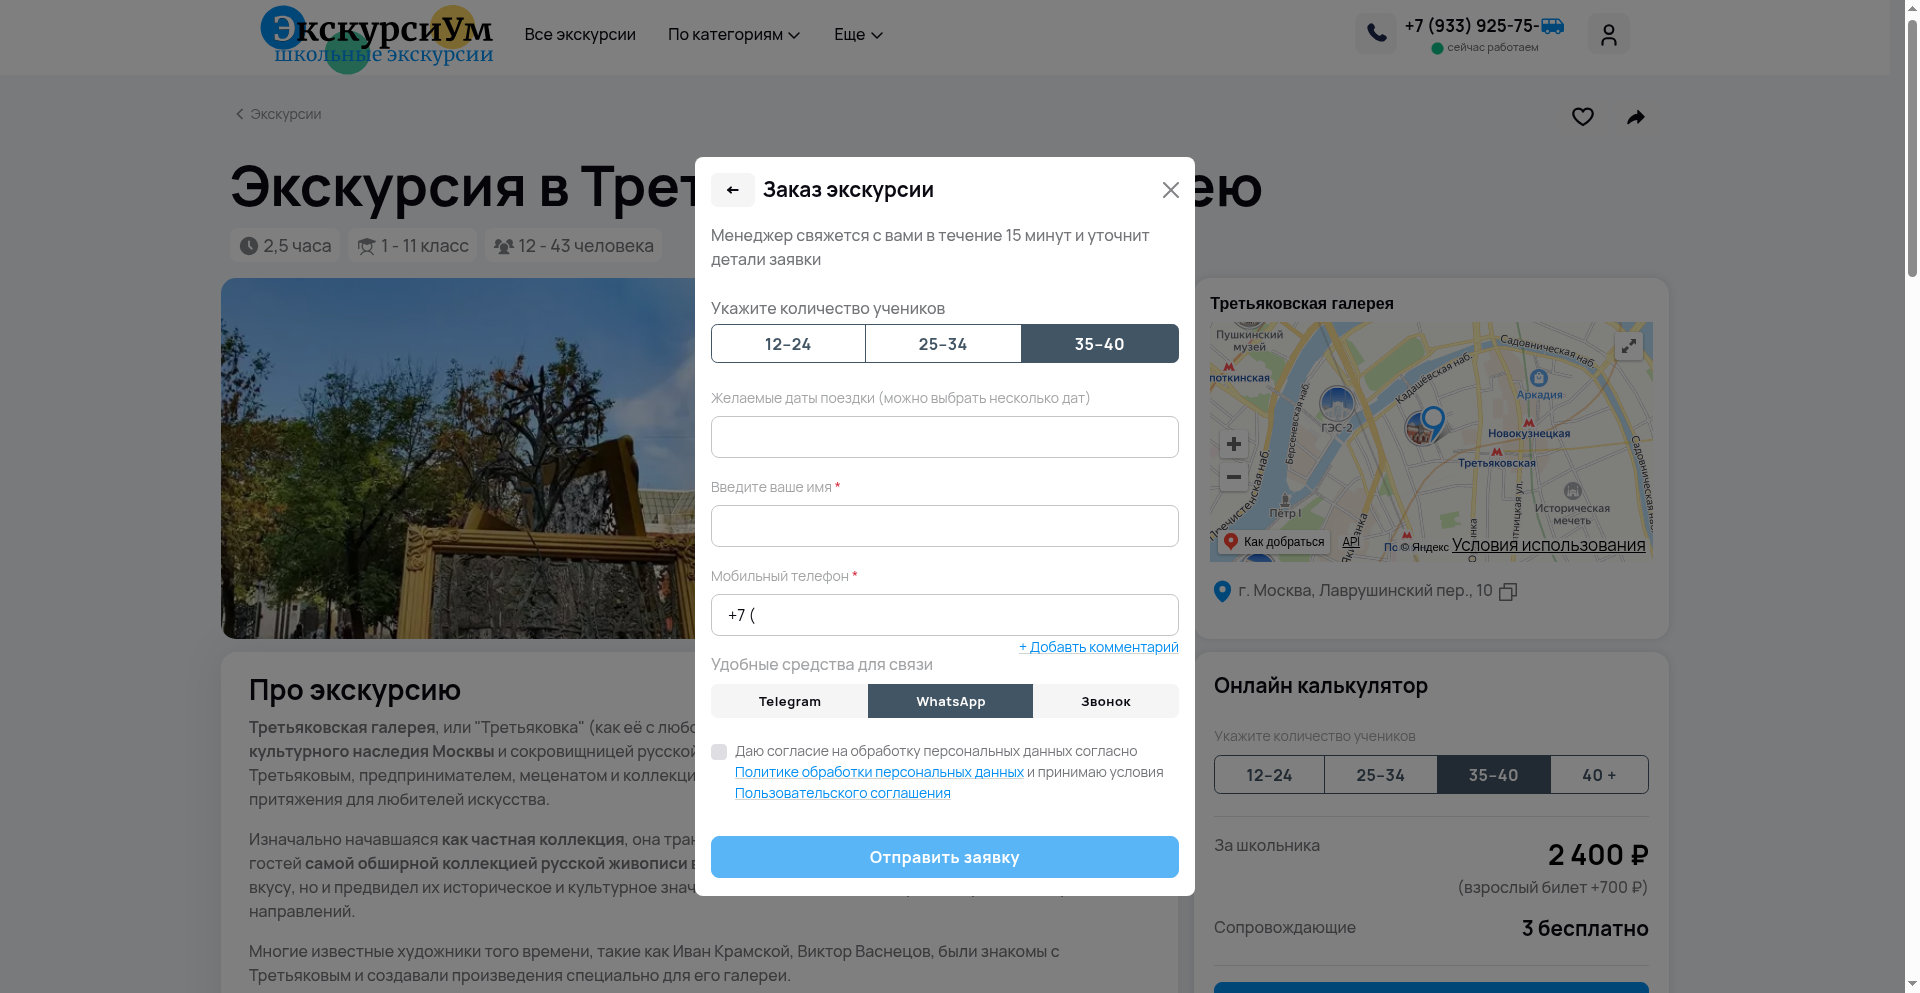 ЭкскурсиУм
школьные экскурсии
Все экскурсии
По категориям
Еще
+7 (933) 925-75-
сейчас работаем
Экскурсии
Экскурсия в Трет
ею
2,5 часа
1 - 11 класс
12 - 43 человека
Заказ экскурсии
Менеджер свяжется с вами в течение 15 минут и уточнит
детали заявки
Укажите количество учеников
12–24
25–34
35–40
Желаемые даты поездки (можно выбрать несколько дат)
Введите ваше имя *
Мобильный телефон *
+7 (
+ Добавить комментарий
Удобные средства для связи
Telegram
WhatsApp
Звонок
Даю согласие на обработку персональных данных согласно
Политике обработки персональных данных и принимаю условия
Пользовательского соглашения
Отправить заявку
Третьяковская галерея
Пушкинский
музей
Садовническая наб.
поткинская
Кадашёвская наб.
Аркадия
Берсеневская наб.
ГЭС-2
Новокузнецкая
Третьяковская
Садовническая наб.
Историческая
мечеть
Пётр I
Как добраться
API
По © Яндекс Условия использования
г. Москва, Лаврушинский пер., 10
Про экскурсию
Третьяковская галерея, или "Третьяковка" (как её с любо
культурного наследия Москвы и сокровищницей русской
Третьяковым, предпринимателем, меценатом и коллекци
притяжения для любителей искусства.
Изначально начавшаяся как частная коллекция, она тран
гостей самой обширной коллекцией русской живописи в
вкусу, но и предвидел их историческое и культурное знач
направлений.
Многие известные художники того времени, такие как Иван Крамской, Виктор Васнецов, были знакомы с
Третьяковым и создавали произведения специально для его галереи.
Онлайн калькулятор
Укажите количество учеников
12–24
25–34
35–40
40 +
За школьника
2 400 ₽
(взрослый билет +700 ₽)
Сопровождающие
3 бесплатно